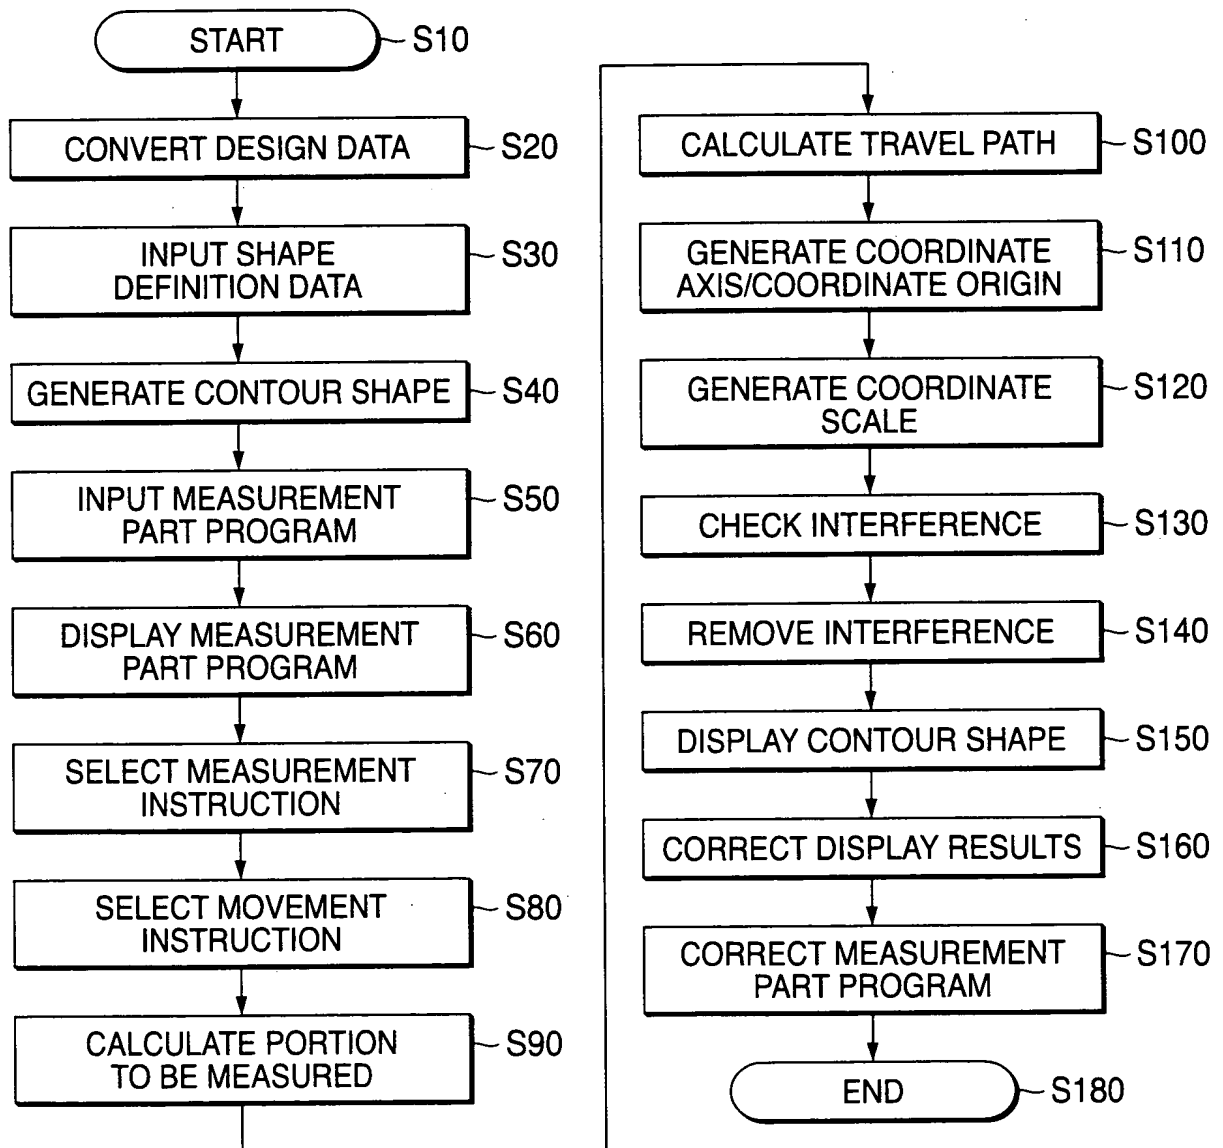 START
S10
CONVERT DESIGN DATA
S20
INPUT SHAPE
DEFINITION DATA
S30
GENERATE CONTOUR SHAPE
S40
INPUT MEASUREMENT
PART PROGRAM
S50
DISPLAY MEASUREMENT
PART PROGRAM
S60
SELECT MEASUREMENT
INSTRUCTION
S70
SELECT MOVEMENT
INSTRUCTION
S80
CALCULATE PORTION
TO BE MEASURED
S90
CALCULATE TRAVEL PATH
S100
GENERATE COORDINATE
AXIS/COORDINATE ORIGIN
S110
GENERATE COORDINATE
SCALE
S120
CHECK INTERFERENCE
S130
REMOVE INTERFERENCE
S140
DISPLAY CONTOUR SHAPE
S150
CORRECT DISPLAY RESULTS
S160
CORRECT MEASUREMENT
PART PROGRAM
S170
END
S180